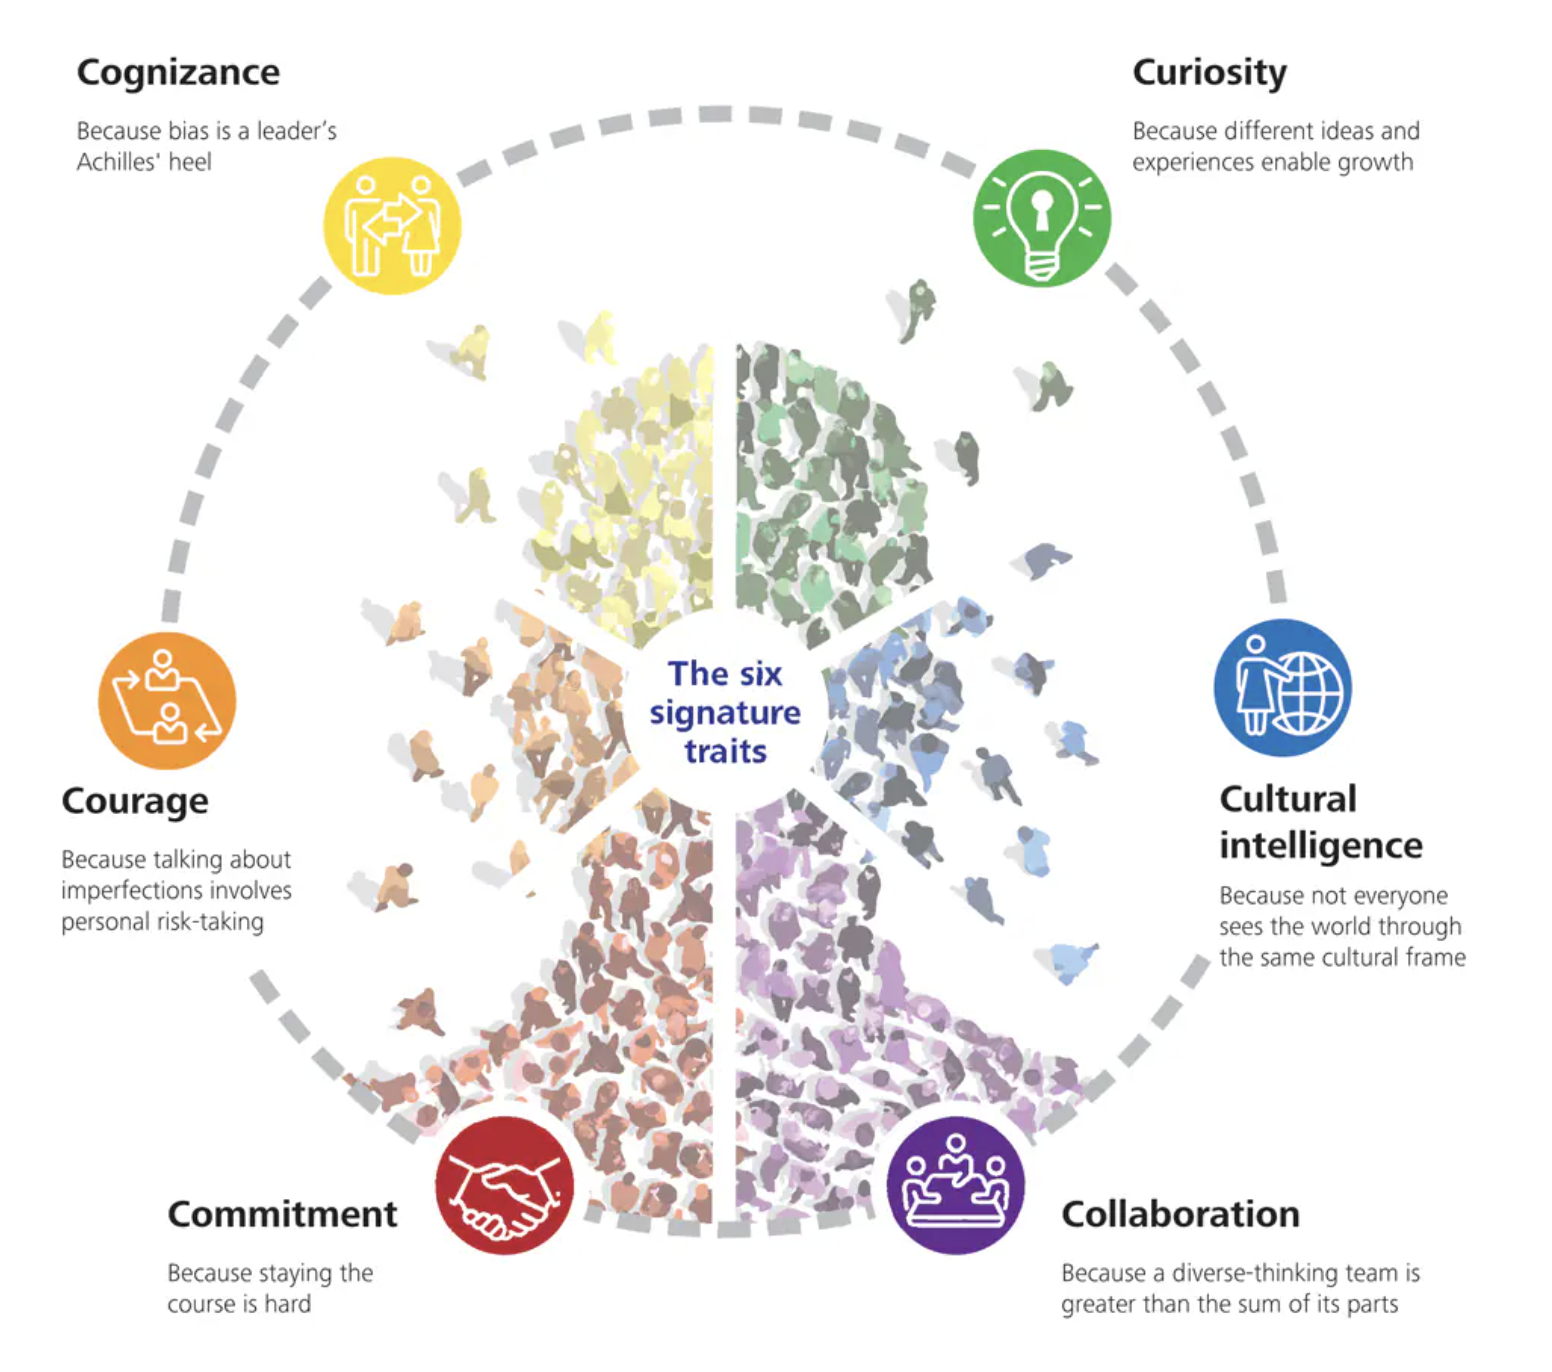 Cognizance
Because bias is a leader’s
Achilles' heel
Curiosity
Because different ideas and
experiences enable growth
The six
signature
traits
Courage
Because talking about
imperfections involves
personal risk-taking
Cultural
intelligence
Because not everyone
sees the world through
the same cultural frame
Commitment
Because staying the
course is hard
Collaboration
Because a diverse-thinking team is
greater than the sum of its parts